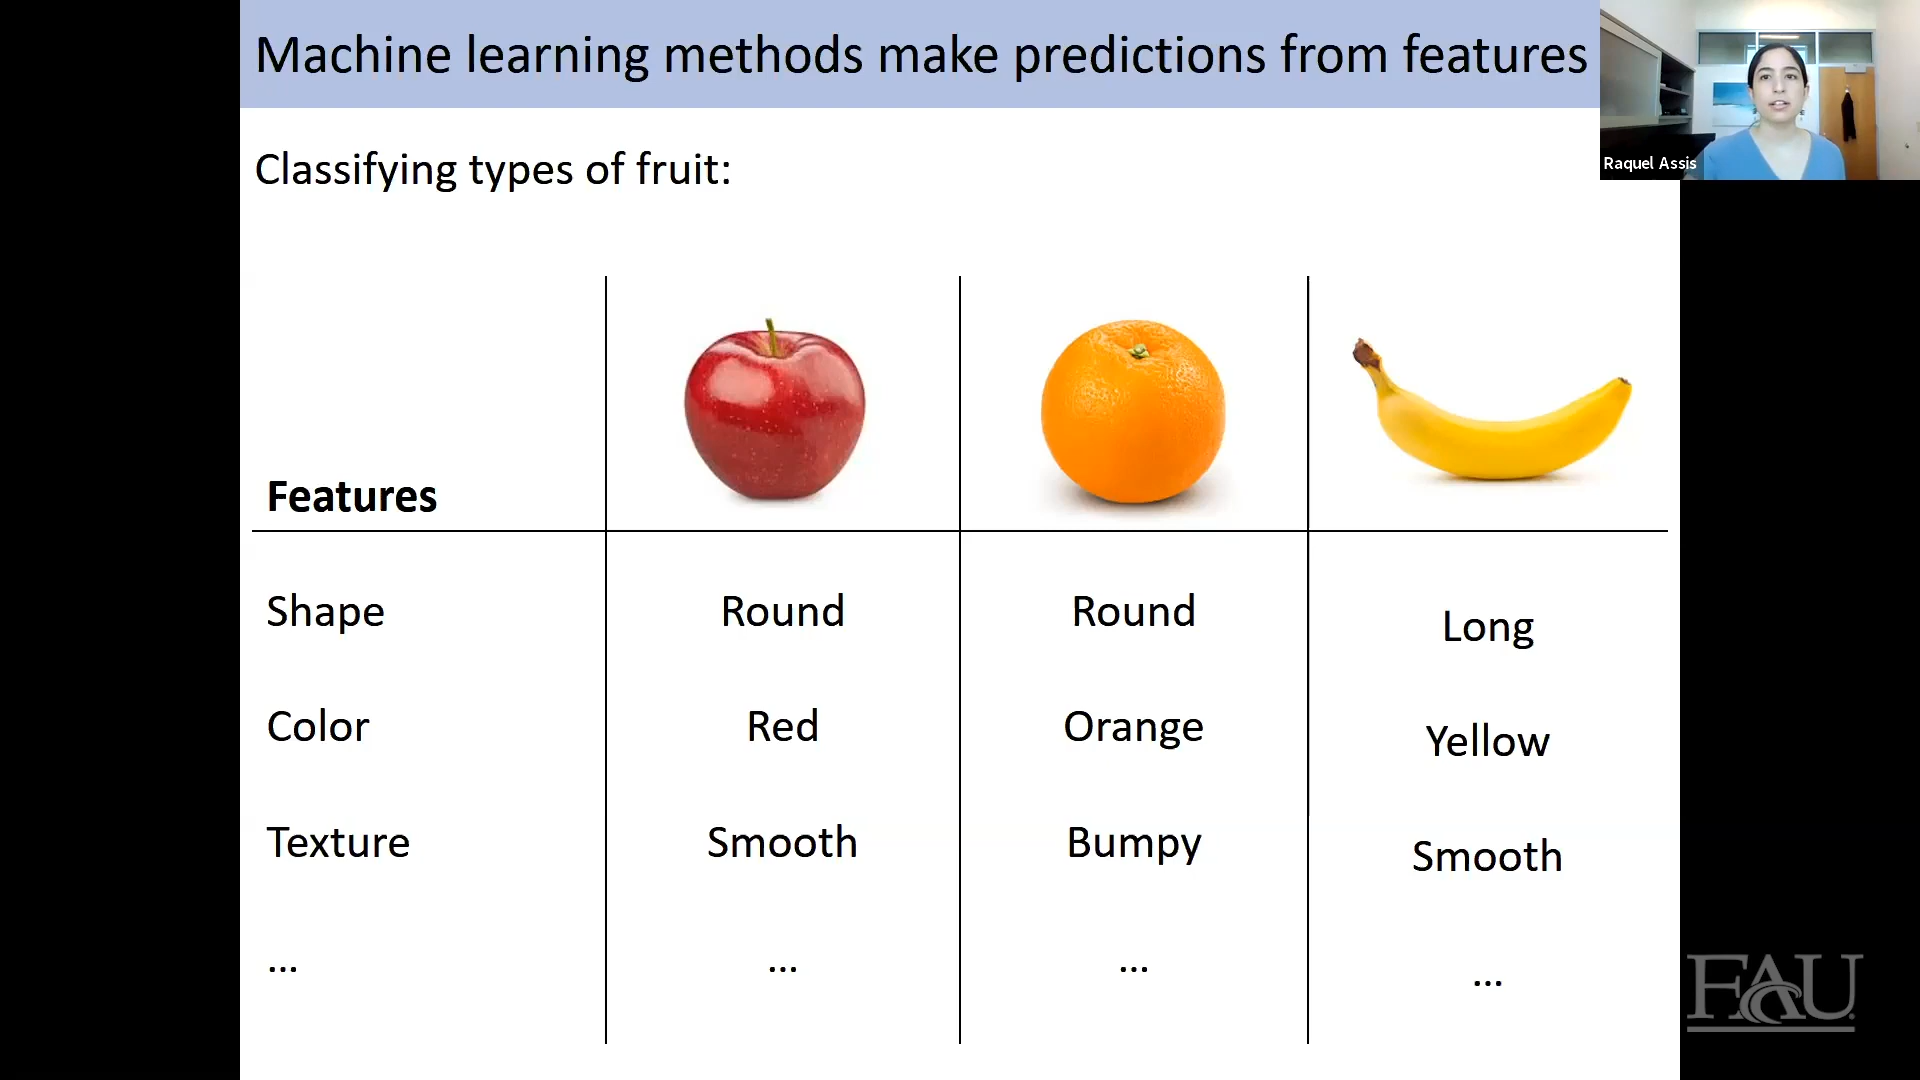 Machine learning methods make predictions from features
Raquel Assis
Classifying types of fruit:
Features
Shape Round Round Long
Color Red Orange Yellow
Texture Smooth Bumpy Smooth
... ... ... ...
FAU